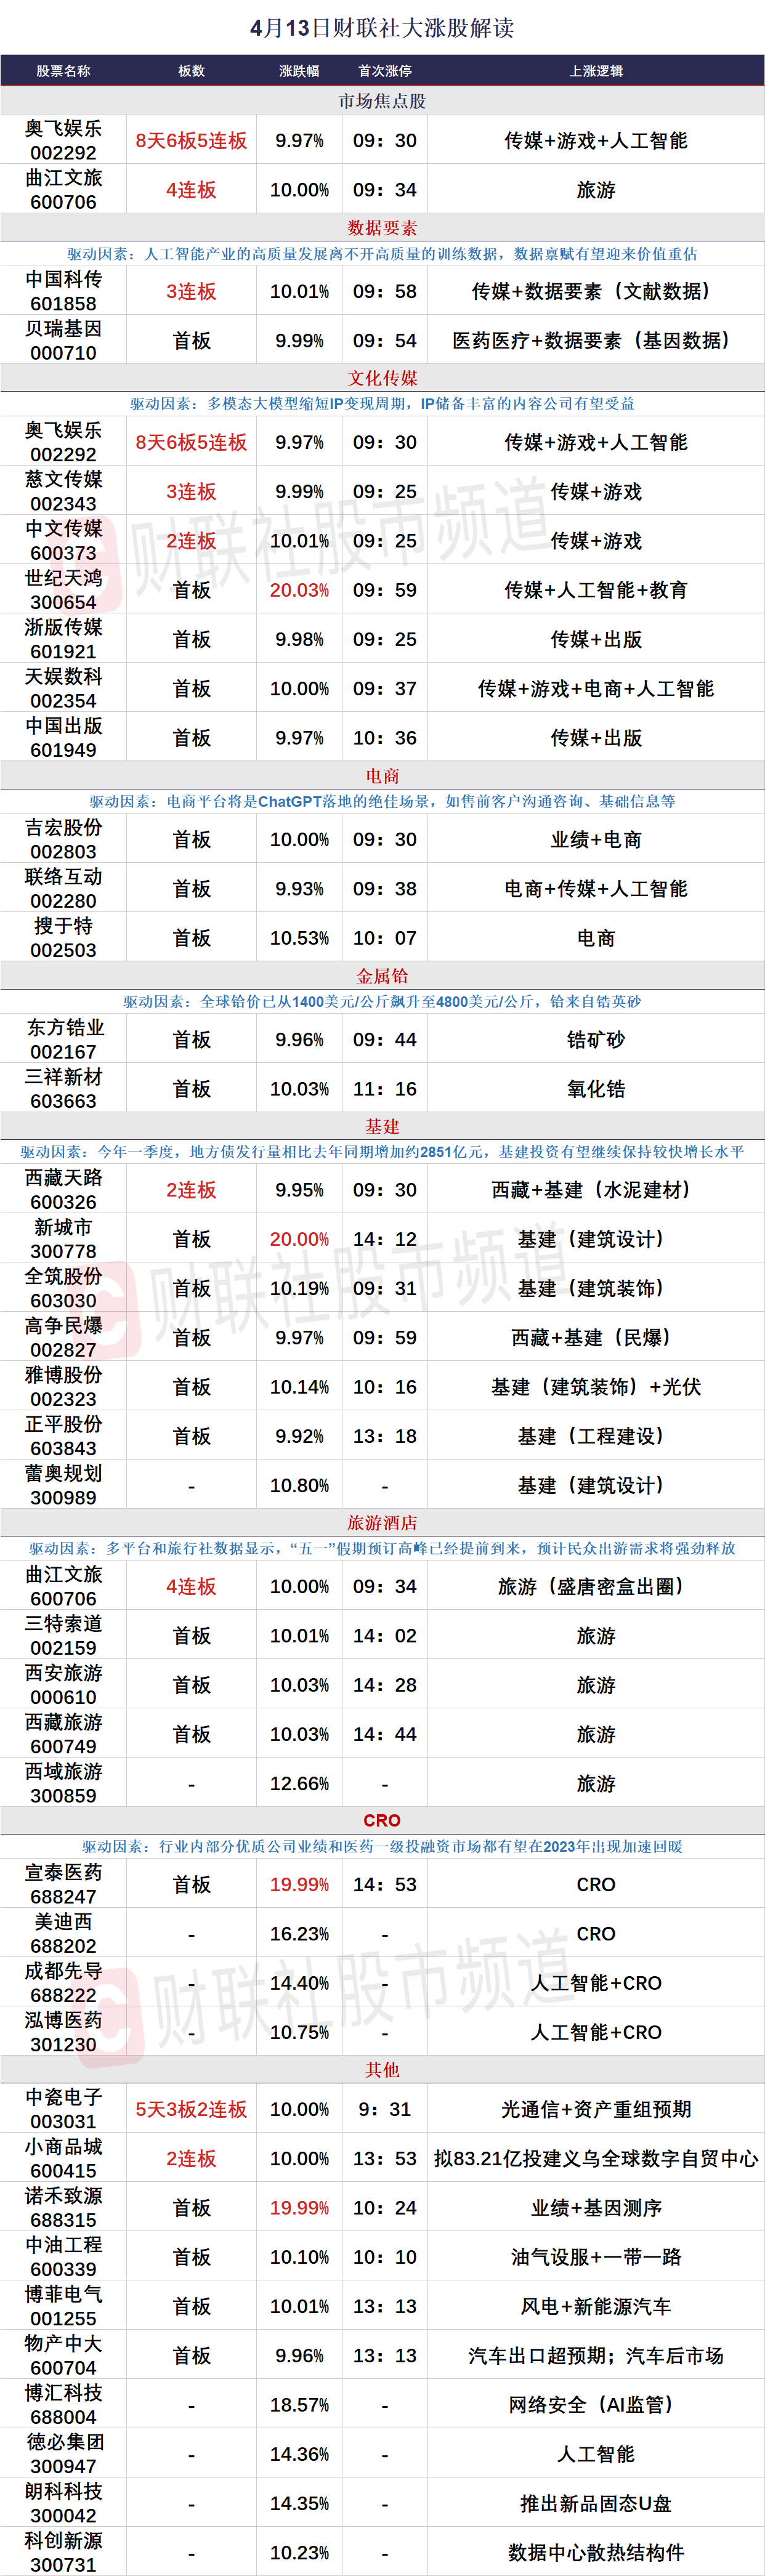 4月13日财联社大涨股解读
股票名称 板数 涨跌幅 首次涨停 上涨逻辑
市场焦点股
奥飞娱乐
002292 8天6板5连板 9.97% 09：30 传媒+游戏+人工智能
曲江文旅
600706 4连板 10.00% 09：34 旅游
数据要素
驱动因素：人工智能产业的高质量发展离不开高质量的训练数据，数据禀赋有望迎来价值重估
中国科传
601858 3连板 10.01% 09：58 传媒+数据要素（文献数据）
贝瑞基因
000710 首板 9.99% 09：54 医药医疗+数据要素（基因数据）
文化传媒
驱动因素：多模态大模型缩短IP变现周期，IP储备丰富的内容公司有望受益
奥飞娱乐
002292 8天6板5连板 9.97% 09：30 传媒+游戏+人工智能
慈文传媒
002343 3连板 9.99% 09：25 传媒+游戏
中文传媒
600373 2连板 10.01% 09：25 传媒+游戏
世纪天鸿
300654 首板 20.03% 09：59 传媒+人工智能+教育
浙版传媒
601921 首板 9.98% 09：25 传媒+出版
天娱数科
002354 首板 10.00% 09：37 传媒+游戏+电商+人工智能
中国出版
601949 首板 9.97% 10：36 传媒+出版
电商
驱动因素：电商平台将是ChatGPT落地的绝佳场景，如售前客户沟通咨询、基础信息等
吉宏股份
002803 首板 10.00% 09：30 业绩+电商
联络互动
002280 首板 9.93% 09：38 电商+传媒+人工智能
搜于特
002503 首板 10.53% 10：07 电商
金属铪
驱动因素：全球铪价已从1400美元/公斤飙升至4800美元/公斤，铪来自锆英砂
东方锆业
002167 首板 9.96% 09：44 锆矿砂
三祥新材
603663 首板 10.03% 11：16 氧化锆
基建
驱动因素：今年一季度，地方债发行量相比去年同期增加约2851亿元，基建投资有望继续保持较快增长水平
西藏天路
600326 2连板 9.95% 09：30 西藏+基建（水泥建材）
新城市
300778 首板 20.00% 14：12 基建（建筑设计）
全筑股份
603030 首板 10.19% 09：31 基建（建筑装饰）
高争民爆
002827 首板 9.97% 09：59 西藏+基建（民爆）
雅博股份
002323 首板 10.14% 10：16 基建（建筑装饰）+光伏
正平股份
603843 首板 9.92% 13：18 基建（工程建设）
蕾奥规划
300989 - 10.80% - 基建（建筑设计）
旅游酒店
驱动因素：多平台和旅行社数据显示，“五一”假期预订高峰已经提前到来，预计民众出游需求将强劲释放
曲江文旅
600706 4连板 10.00% 09：34 旅游（盛唐密盒出圈）
三特索道
002159 首板 10.01% 14：02 旅游
西安旅游
000610 首板 10.03% 14：28 旅游
西藏旅游
600749 首板 10.03% 14：44 旅游
西域旅游
300859 - 12.66% - 旅游
CRO
驱动因素：行业内部分优质公司业绩和医药一级投融资市场都有望在2023年出现加速回暖
宣泰医药
688247 首板 19.99% 14：53 CRO
美迪西
688202 - 16.23% - CRO
成都先导
688222 - 14.40% - 人工智能+CRO
泓博医药
301230 - 10.75% - 人工智能+CRO
其他
中瓷电子
003031 5天3板2连板 10.00% 9：31 光通信+资产重组预期
小商品城
600415 2连板 10.00% 13：53 拟83.21亿投建义乌全球数字自贸中心
诺禾致源
688315 首板 19.99% 10：24 业绩+基因测序
中油工程
600339 首板 10.10% 10：10 油气设服+一带一路
博菲电气
001255 首板 10.01% 13：13 风电+新能源汽车
物产中大
600704 首板 9.96% 13：13 汽车出口超预期；汽车后市场
博汇科技
688004 - 18.57% - 网络安全（AI监管）
德必集团
300947 - 14.36% - 人工智能
朗科科技
300042 - 14.35% - 推出新品固态U盘
科创新源
300731 - 10.23% - 数据中心散热结构件
财联社股市频道
财联社股市频道
财联社股市频道